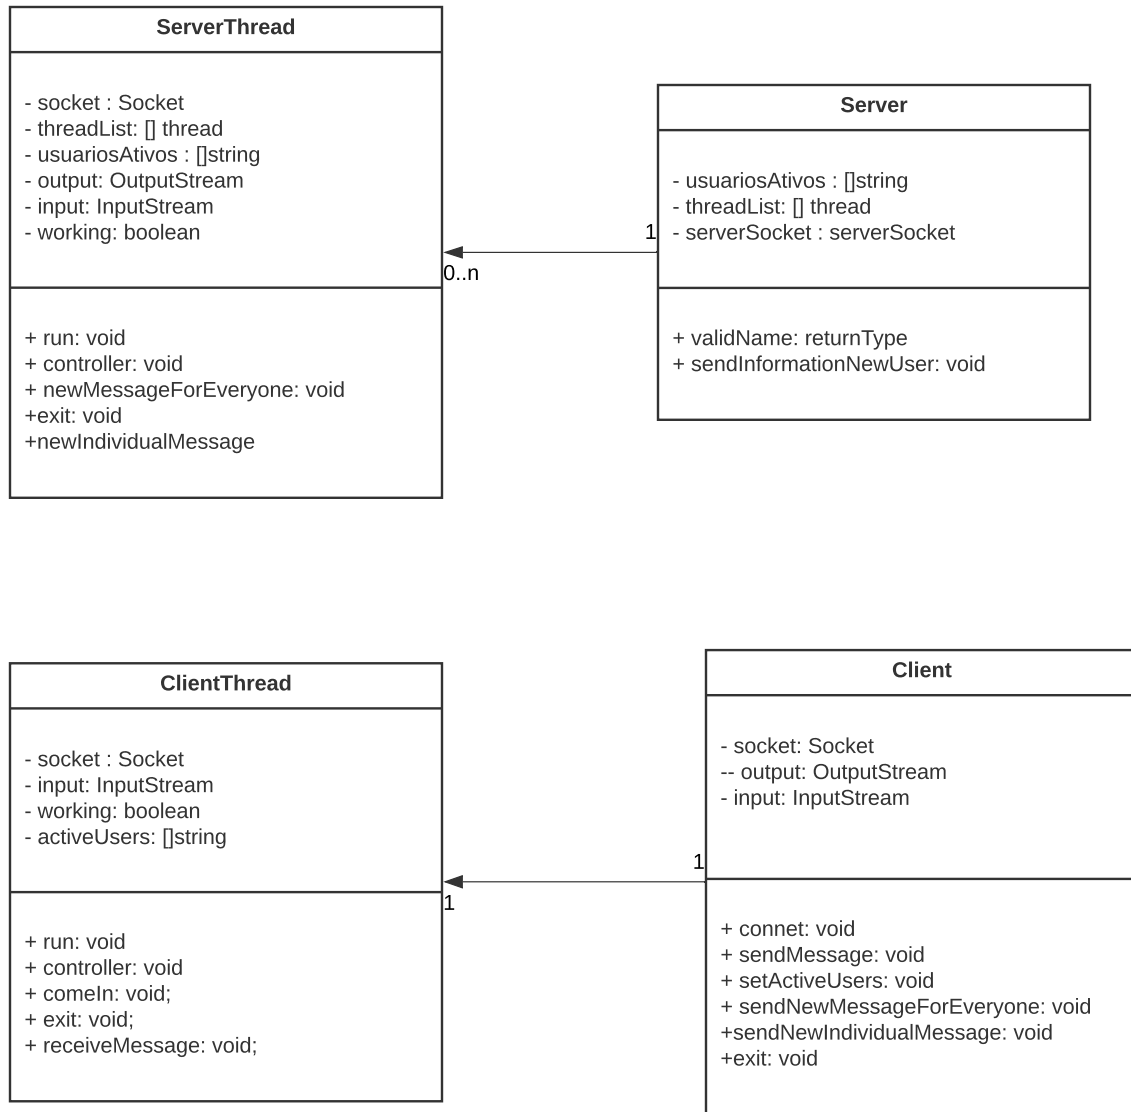 ServerThread
- socket : Socket
- threadList: [] thread
- usuariosAtivos : []string
- output: OutputStream
- input: InputStream
- working: boolean
+ run: void
+ controller: void
+ newMessageForEveryone: void
+exit: void
+newIndividualMessage
1
0..n
Server
- usuariosAtivos : []string
- threadList: [] thread
- serverSocket : serverSocket
+ validName: returnType
+ sendInformationNewUser: void
ClientThread
- socket : Socket
- input: InputStream
- working: boolean
- activeUsers: []string
+ run: void
+ controller: void
+ comeIn: void;
+ exit: void;
+ receiveMessage: void;
1
1
Client
- socket: Socket
-- output: OutputStream
- input: InputStream
+ connet: void
+ sendMessage: void
+ setActiveUsers: void
+ sendNewMessageForEveryone: void
+sendNewIndividualMessage: void
+exit: void